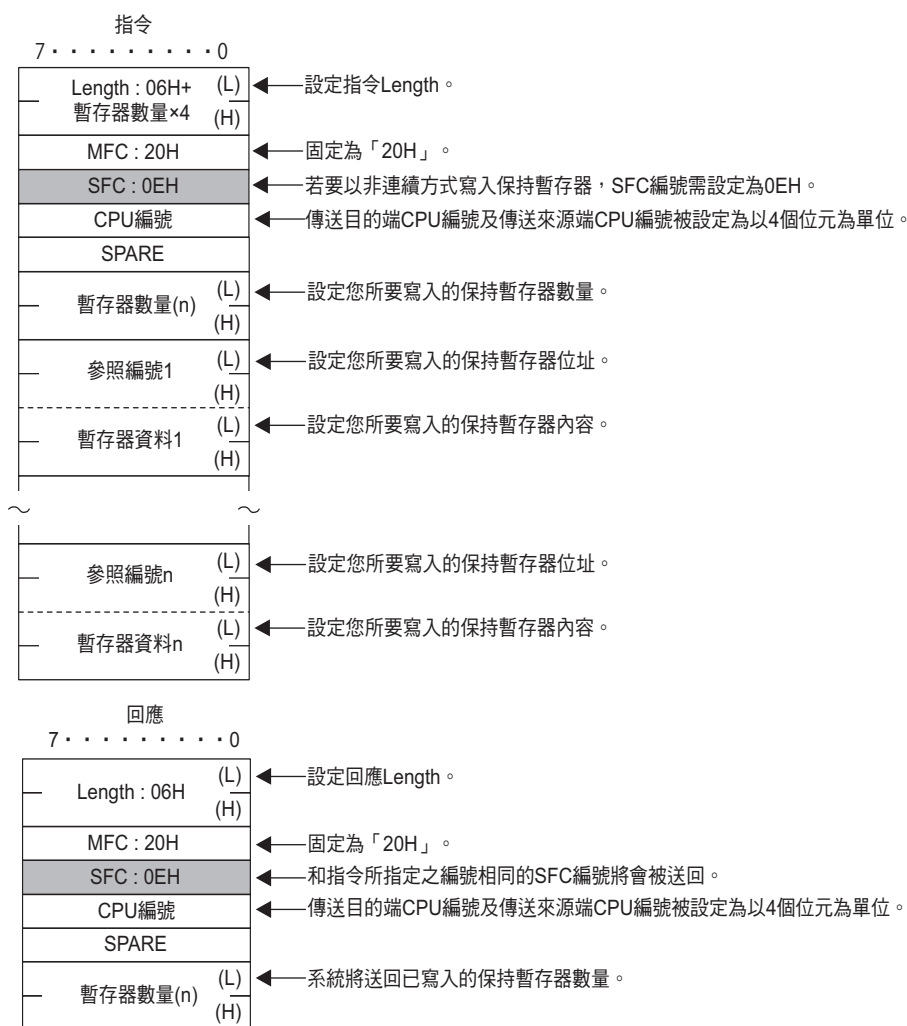 指令
7・・・・・・・・・0
Length : 06H+ (L) 設定指令Length。
暫存器數量×4 (H)
MFC : 20H 固定為「20H」。
SFC : 0EH 若要以非連續方式寫入保持暫存器，SFC編號需設定為0EH。
CPU編號 傳送目的端CPU編號及傳送來源端CPU編號被設定為以4個位元為單位。
SPARE
暫存器數量(n) (L) 設定您所要寫入的保持暫存器數量。
(H)
參照編號1 (L) 設定您所要寫入的保持暫存器位址。
(H)
暫存器資料1 (L) 設定您所要寫入的保持暫存器內容。
(H)
～ ～
參照編號n (L) 設定您所要寫入的保持暫存器位址。
(H)
暫存器資料n (L) 設定您所要寫入的保持暫存器內容。
(H)
回應
7・・・・・・・・・0
Length : 06H (L) 設定回應Length。
(H)
MFC : 20H 固定為「20H」。
SFC : 0EH 和指令所指定之編號相同的SFC編號將會被送回。
CPU編號 傳送目的端CPU編號及傳送來源端CPU編號被設定為以4個位元為單位。
SPARE
暫存器數量(n) (L) 系統將送回已寫入的保持暫存器數量。
(H)